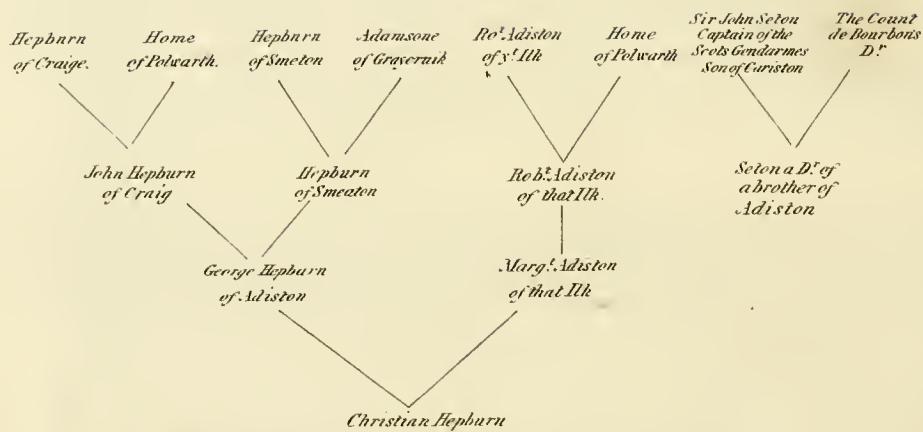 Hepburn
of Craige.
Home
of Polwarth.
Hepburn
of Smeton
Adamsone
of Graycruik
Rot. Adiston
of yt. Ilk
Home
of Polwarth
Sir John Seton
Captain of the
Scots Gendarmes
Son of Cariston
The Count
de Bourbons
Dr.
John Hepburn
of Craig
Hepburn
of Smeaton
Robt. Adiston
of that Ilk.
Seton a Dr. of
a brother of
Adiston
George Hepburn
of Adiston
Margt. Adiston
of that Ilk
Christian Hepburn